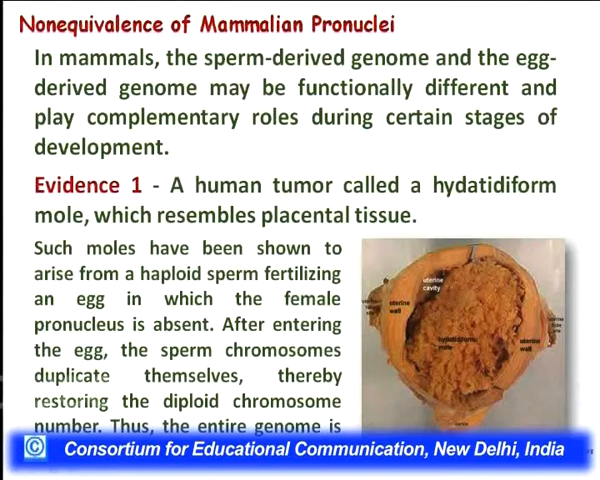 Nonequivalence of Mammalian Pronuclei
In mammals, the sperm-derived genome and the egg-
derived genome may be functionally different and
play complementary roles during certain stages of
development.
Evidence 1 - A human tumor called a hydatidiform
mole, which resembles placental tissue.
Such moles have been shown to
arise from a haploid sperm fertilizing
an egg in which the female
pronucleus is absent. After entering
the egg, the sperm chromosomes
duplicate themselves, thereby
restoring the diploid chromosome
number. Thus, the entire genome is
uterine
cavity
uterine
wall
hydatidiform
mole
uterine
wall
© Consortium for Educational Communication, New Delhi, India